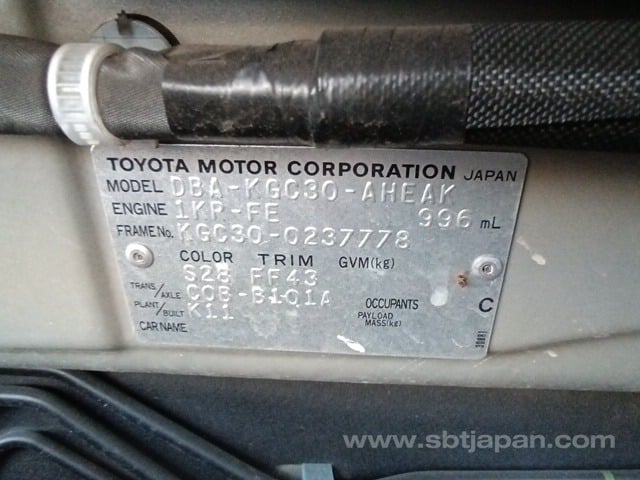 TOYOTA MOTOR CORPORATION JAPAN
MODEL DBA-KGC30-AHEAK
ENGINE 1KR-FE 996 mL
FRAME No. KGC30-0237778
COLOR TRIM GVM(kg)
S28 FF43
TRANS/AXLE C0B-B101A OCCUPANTS C
PLANT/BUILT K11 PAYLOAD MASS(kg)
CAR NAME
www.sbtjapan.com